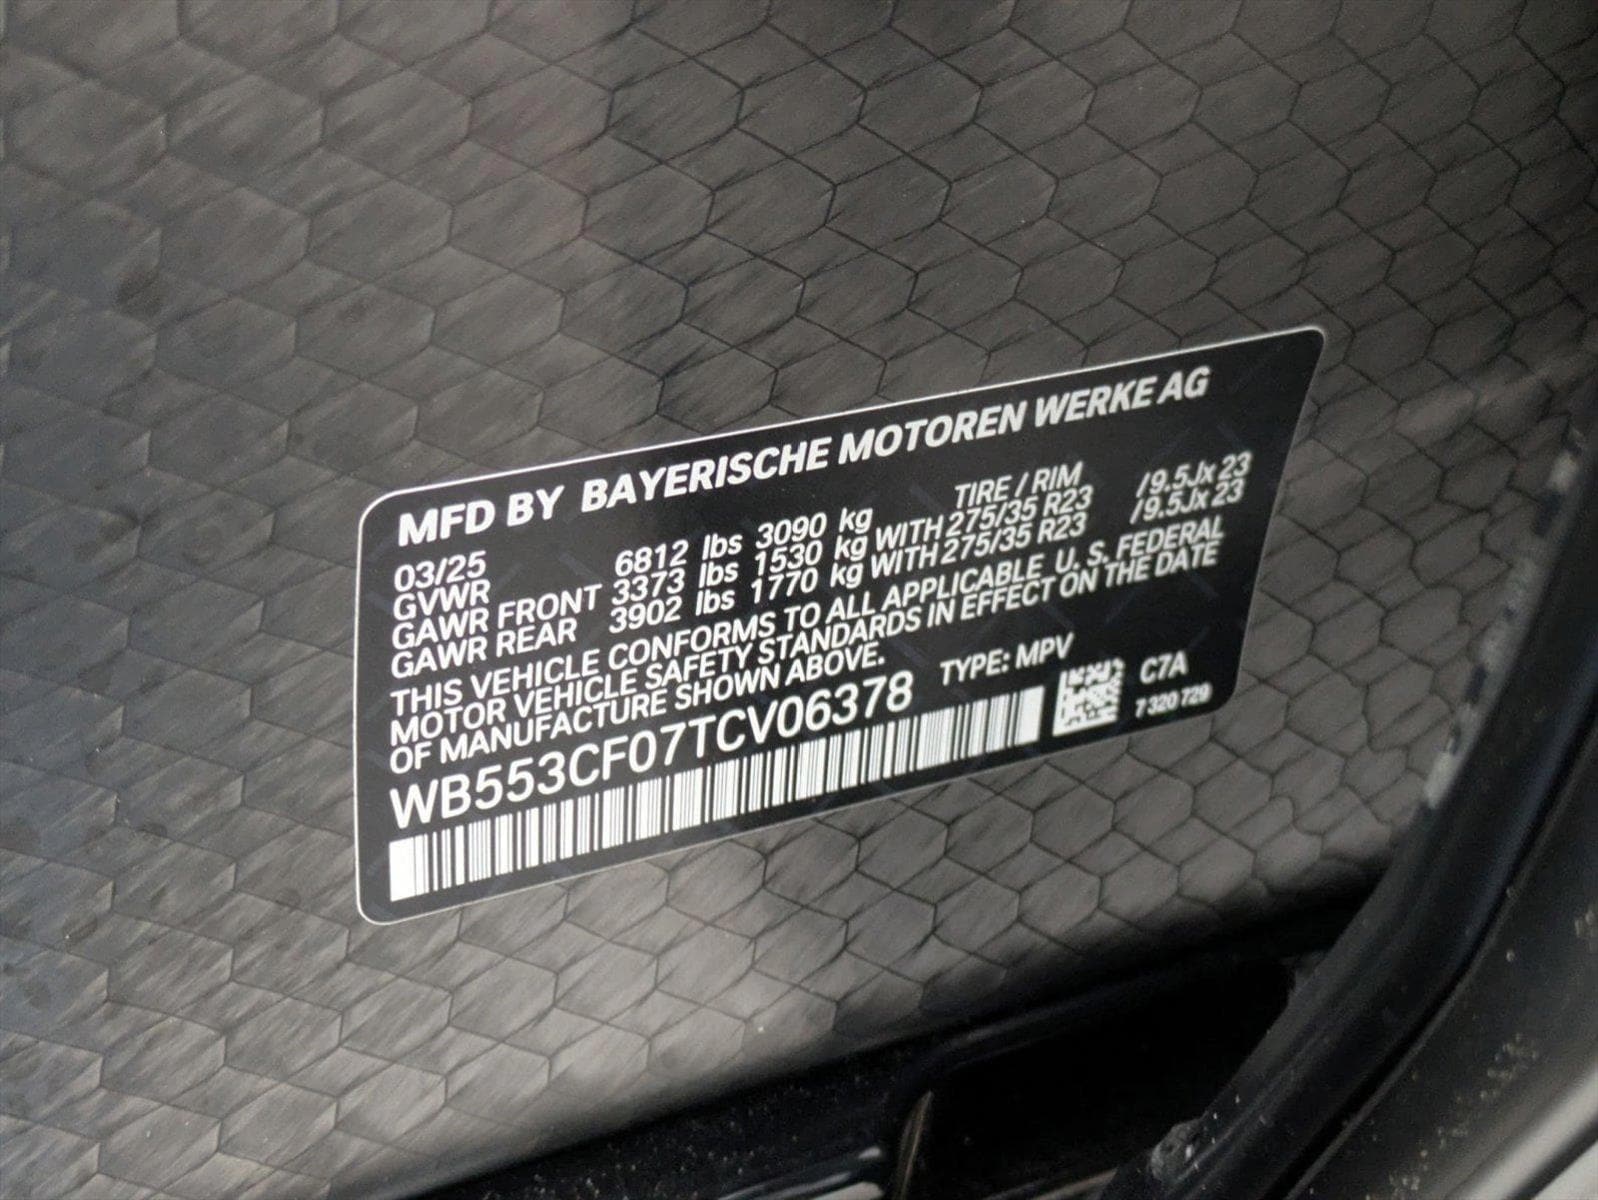 MFD BY BAYERISCHE MOTOREN WERKE AG
03/25 TIRE / RIM
GVWR 6812 lbs 3090 kg
GAWR FRONT 3373 lbs 1530 kg WITH 275/35 R23 /9.5Jx 23
GAWR REAR 3902 lbs 1770 kg WITH 275/35 R23 /9.5Jx 23
THIS VEHICLE CONFORMS TO ALL APPLICABLE U. S. FEDERAL
MOTOR VEHICLE SAFETY STANDARDS IN EFFECT ON THE DATE
OF MANUFACTURE SHOWN ABOVE.
WB553CF07TCV06378 TYPE: MPV C7A
7 320 729